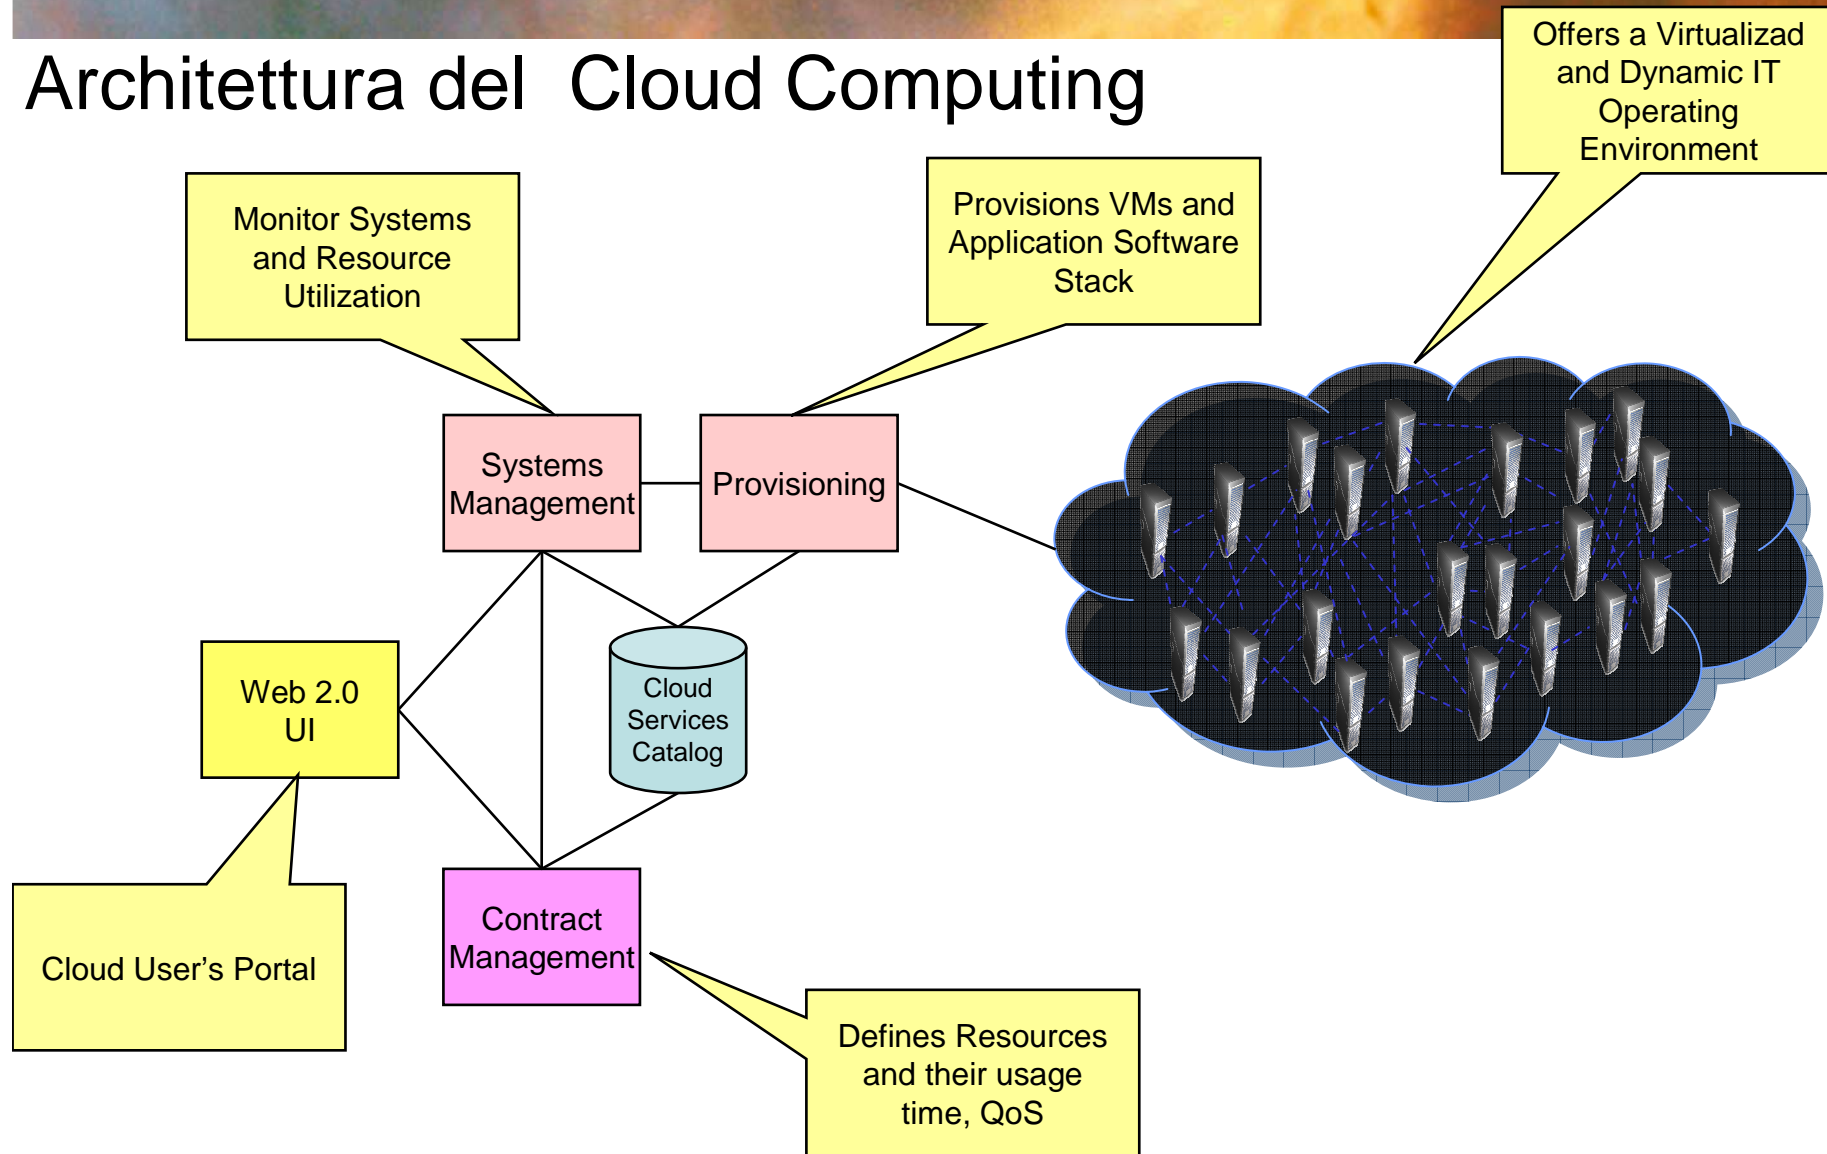 Architettura del  Cloud Computing
Offers a Virtualizad
and Dynamic IT
Operating
Environment
Monitor Systems
and Resource
Utilization
Provisions VMs and
Application Software
Stack
Systems
Management
Provisioning
Web 2.0
UI
Cloud
Services
Catalog
Contract
Management
Cloud User’s Portal
Defines Resources
and their usage
time, QoS